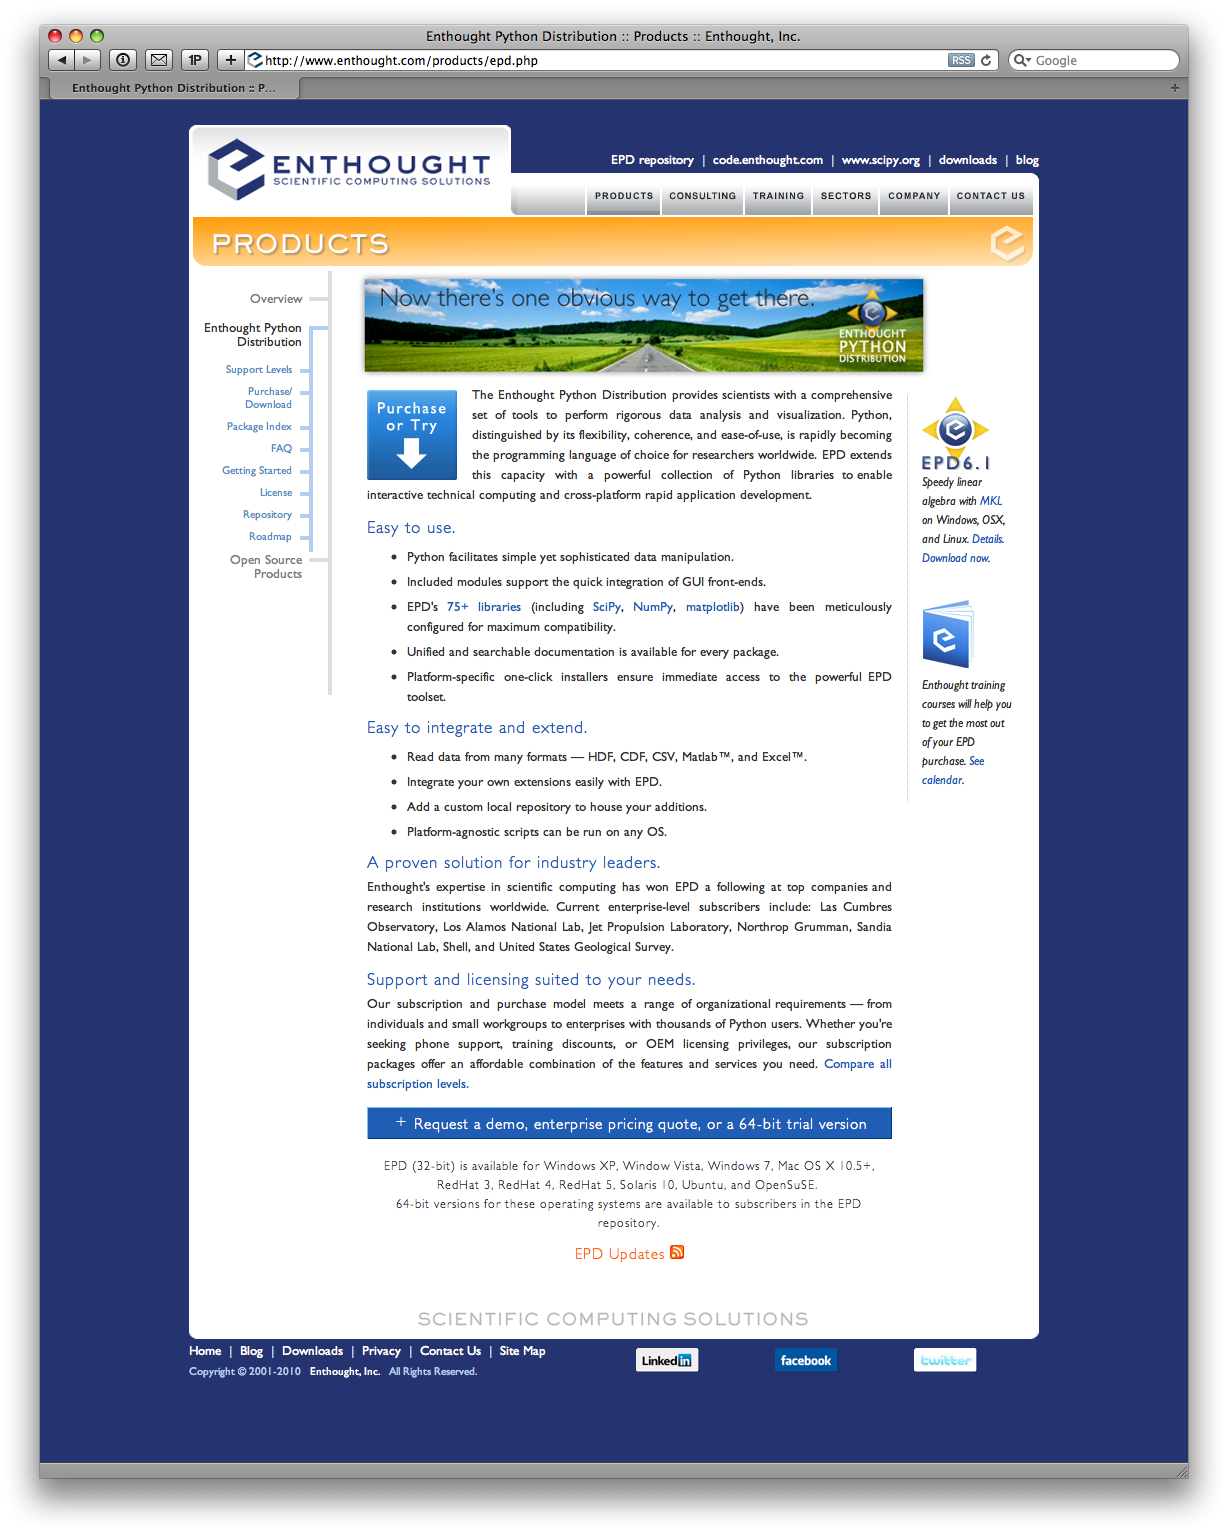 Enthought Python Distribution :: Products :: Enthought, Inc.
1P
+
http://www.enthought.com/products/epd.php
RSS
Google
Enthought Python Distribution :: P...
+
ENTHOUGHT
SCIENTIFIC COMPUTING SOLUTIONS
EPD repository | code.enthought.com | www.scipy.org | downloads | blog
PRODUCTS CONSULTING TRAINING SECTORS COMPANY CONTACT US
PRODUCTS
Overview
Enthought Python
Distribution
Support Levels
Purchase/
Download
Package Index
FAQ
Getting Started
License
Repository
Roadmap
Open Source
Products
Now there's one obvious way to get there.
ENTHOUGHT
PYTHON
DISTRIBUTION
Purchase
or Try
The Enthought Python Distribution provides scientists with a comprehensive
set of tools to perform rigorous data analysis and visualization. Python,
distinguished by its flexibility, coherence, and ease-of-use, is rapidly becoming
the programming language of choice for researchers worldwide. EPD extends
this capacity with a powerful collection of Python libraries to enable
interactive technical computing and cross-platform rapid application development.
Easy to use.
• Python facilitates simple yet sophisticated data manipulation.
• Included modules support the quick integration of GUI front-ends.
• EPD's 75+ libraries (including SciPy, NumPy, matplotlib) have been meticulously
configured for maximum compatibility.
• Unified and searchable documentation is available for every package.
• Platform-specific one-click installers ensure immediate access to the powerful EPD
toolset.
Easy to integrate and extend.
• Read data from many formats — HDF, CDF, CSV, Matlab™, and Excel™.
• Integrate your own extensions easily with EPD.
• Add a custom local repository to house your additions.
• Platform-agnostic scripts can be run on any OS.
A proven solution for industry leaders.
Enthought's expertise in scientific computing has won EPD a following at top companies and
research institutions worldwide. Current enterprise-level subscribers include: Las Cumbres
Observatory, Los Alamos National Lab, Jet Propulsion Laboratory, Northrop Grumman, Sandia
National Lab, Shell, and United States Geological Survey.
Support and licensing suited to your needs.
Our subscription and purchase model meets a range of organizational requirements — from
individuals and small workgroups to enterprises with thousands of Python users. Whether you're
seeking phone support, training discounts, or OEM licensing privileges, our subscription
packages offer an affordable combination of the features and services you need. Compare all
subscription levels.
+ Request a demo, enterprise pricing quote, or a 64-bit trial version
EPD (32-bit) is available for Windows XP, Window Vista, Windows 7, Mac OS X 10.5+,
RedHat 3, RedHat 4, RedHat 5, Solaris 10, Ubuntu, and OpenSuSE.
64-bit versions for these operating systems are available to subscribers in the EPD
repository.
EPD Updates
EPD6.1
Speedy linear
algebra with MKL
on Windows, OSX,
and Linux. Details.
Download now.
Enthought training
courses will help you
to get the most out
of your EPD
purchase. See
calendar.
SCIENTIFIC COMPUTING SOLUTIONS
Home | Blog | Downloads | Privacy | Contact Us | Site Map
Copyright © 2001-2010 Enthought, Inc. All Rights Reserved.
LinkedIn
facebook
twitter